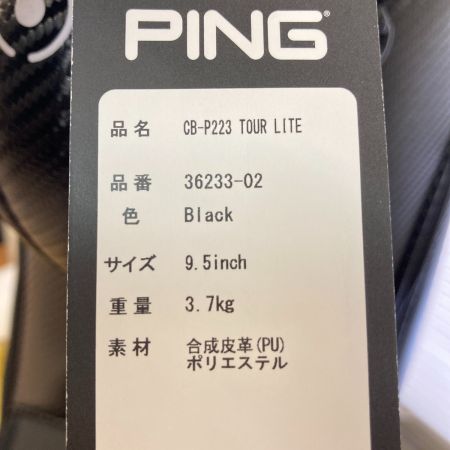 PING
品名 CB-P223 TOUR LITE
品番 36233-02
色 Black
サイズ 9.5inch
重量 3.7kg
素材 合成皮革(PU)
ポリエステル